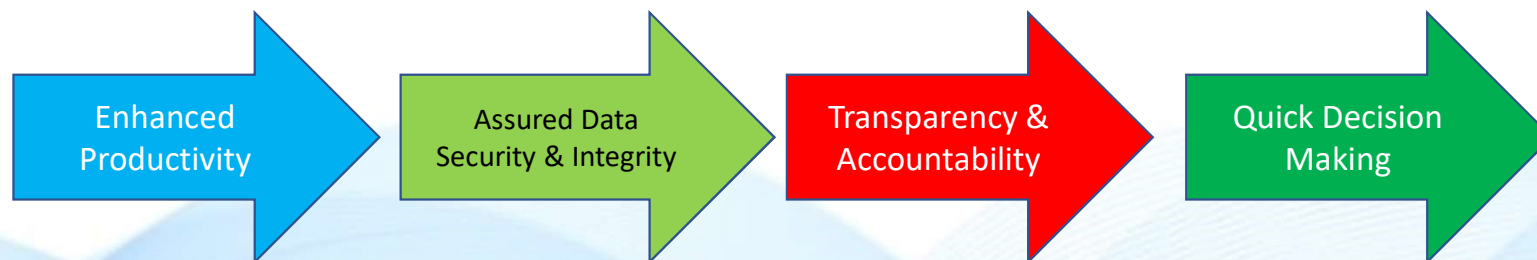 Enhanced
Productivity
Assured Data
Security & Integrity
Transparency &
Accountability
Quick Decision
Making